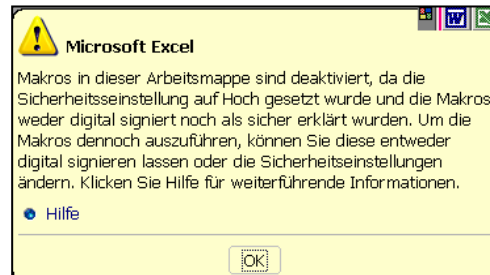 Microsoft Excel
Makros in dieser Arbeitsmappe sind deaktiviert, da die
Sicherheitsseinstellung auf Hoch gesetzt wurde und die Makros
weder digital signiert noch als sicher erklärt wurden. Um die
Makros dennoch auszuführen, können Sie diese entweder
digital signieren lassen oder die Sicherheitseinstellungen
ändern. Klicken Sie Hilfe für weiterführende Informationen.
Hilfe
OK